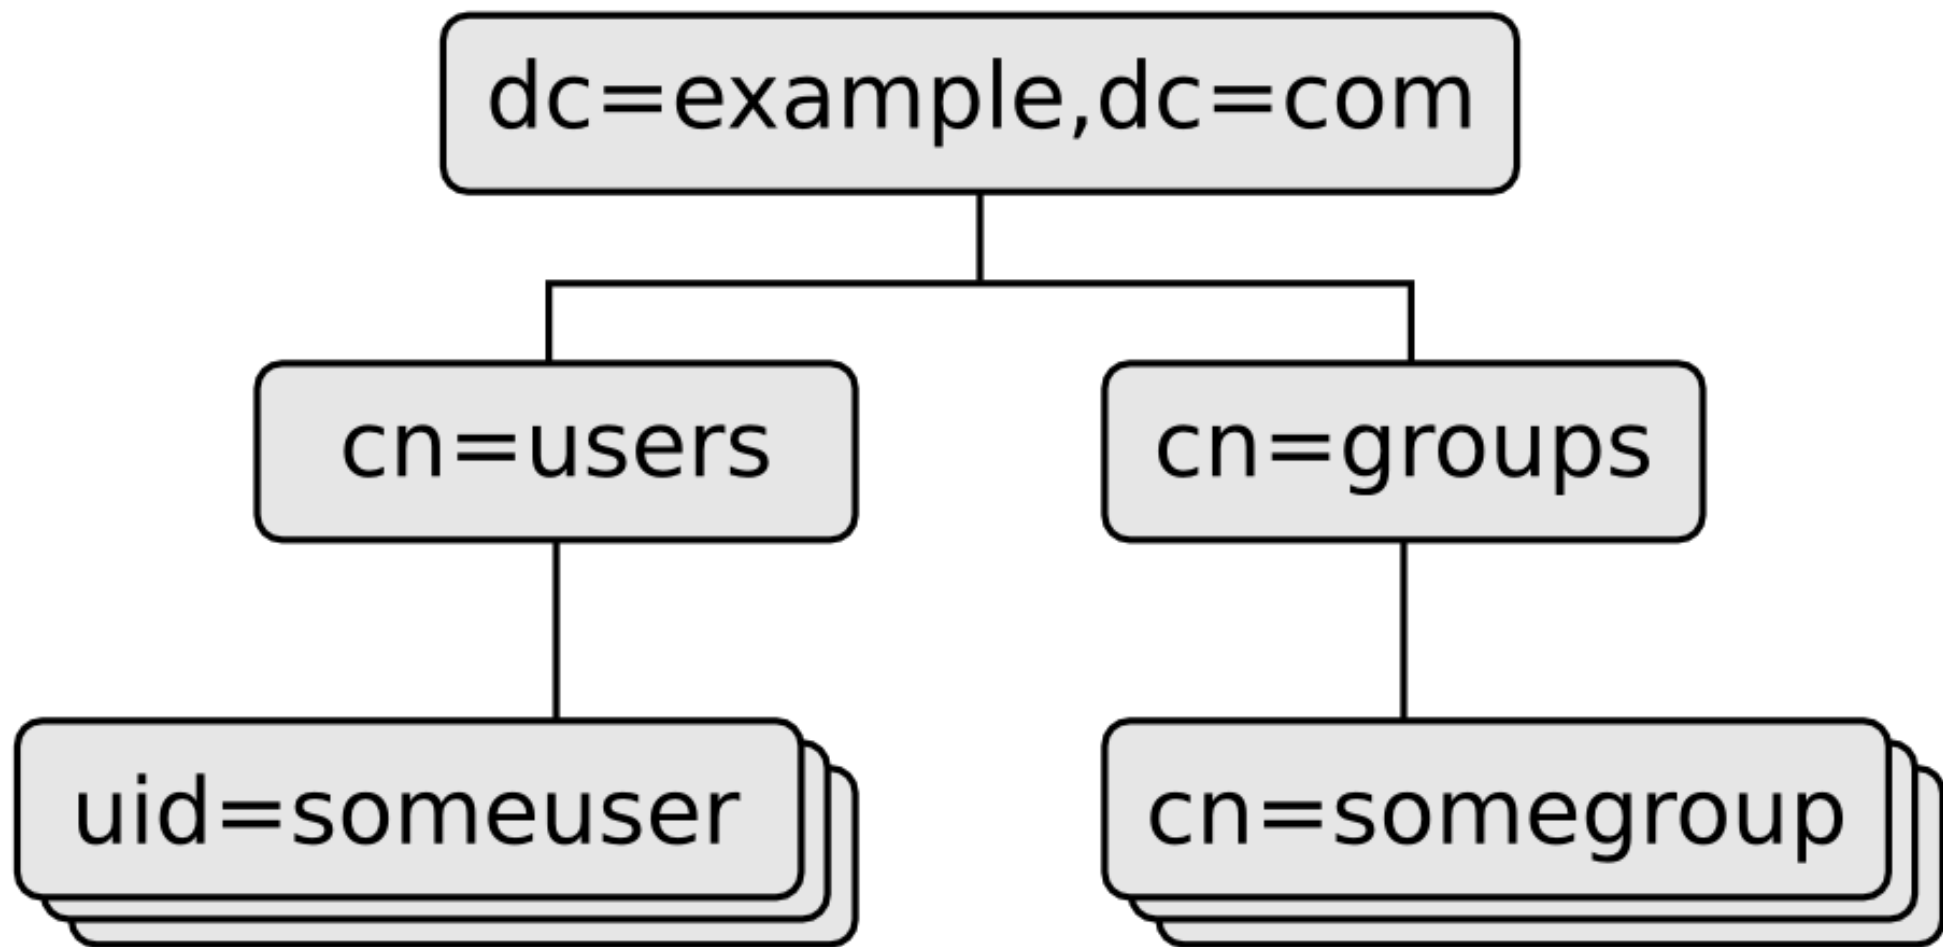 dc=example,dc=com
cn=users
cn=groups
uid=someuser
cn=somegroup